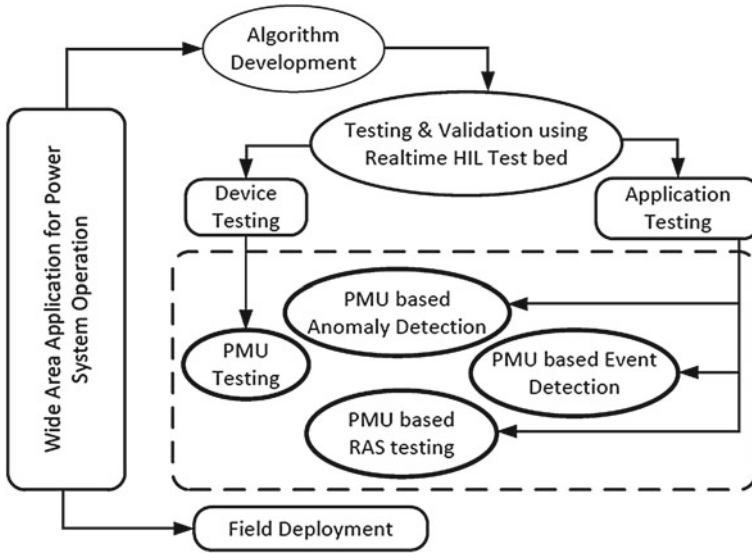 Algorithm
Development
Testing & Validation using
Realtime HIL Test bed
Device
Testing
Application
Testing
Wide Area Application for Power
System Operation
PMU based
Anomaly Detection
PMU
Testing
PMU based Event
Detection
PMU based
RAS testing
Field Deployment